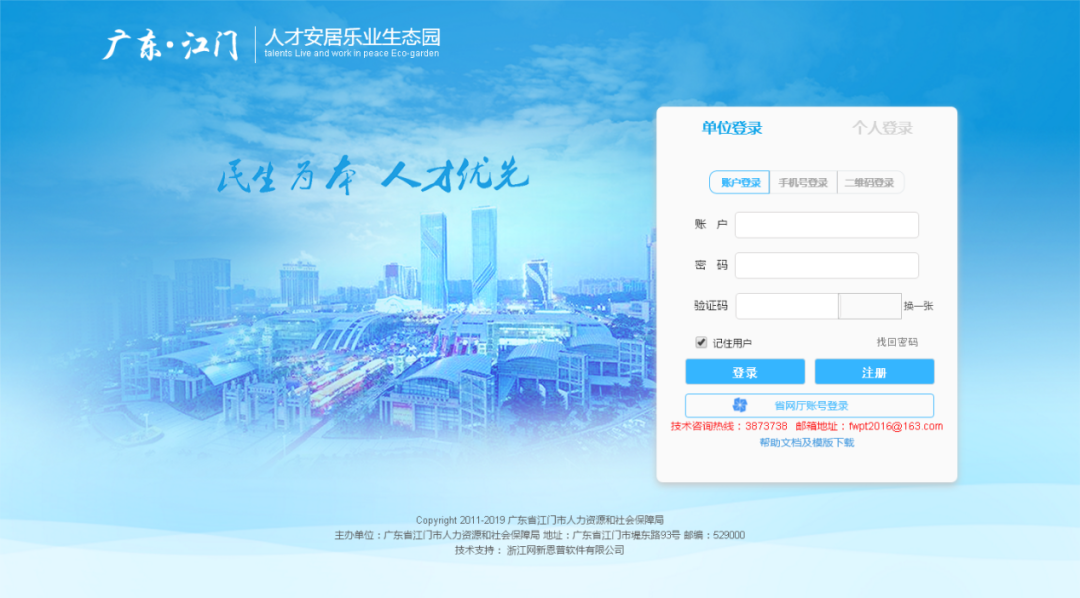 广东·江门 人才安居乐业生态园
talents Live and work in peace Eco-garden
民生为本 人才优先
单位登录 个人登录
账户登录 手机号登录 二维码登录
账 户
密 码
验证码 换一张
记住用户 找回密码
登录 注册
省网厅账号登录
技术咨询热线：3873738 邮箱地址：fwpt2016@163.com
帮助文档及模版下载
Copyright 2011-2019 广东省江门市人力资源和社会保障局
主办单位：广东省江门市人力资源和社会保障局 地址：广东省江门市堤东路93号 邮编：529000
技术支持： 浙江网新恩普软件有限公司